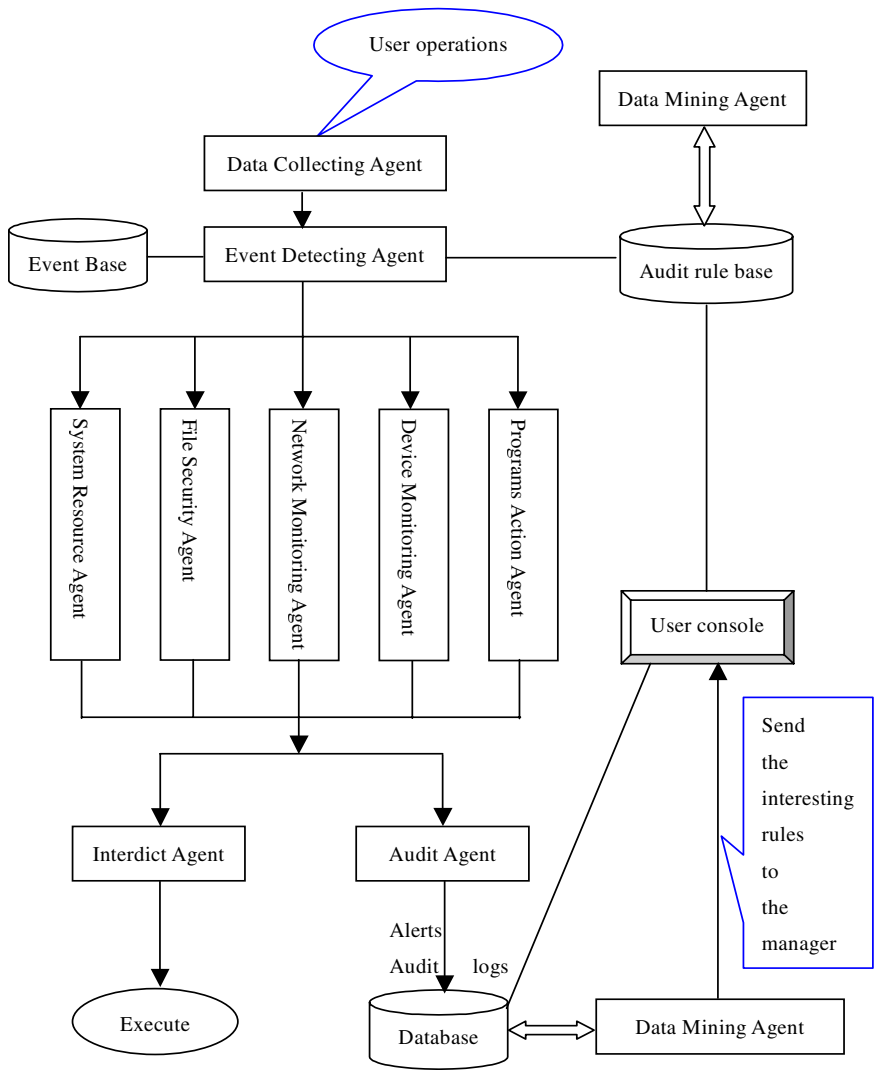 User operations
Data Mining Agent
Data Collecting Agent
Event Base
Event Detecting Agent
Audit rule base
System Resource Agent
File Security Agent
Network Monitoring Agent
Device Monitoring Agent
Programs Action Agent
User console
Send
the
interesting
rules
to
the
manager
Interdict Agent
Audit Agent
Alerts
Audit logs
Execute
Database
Data Mining Agent